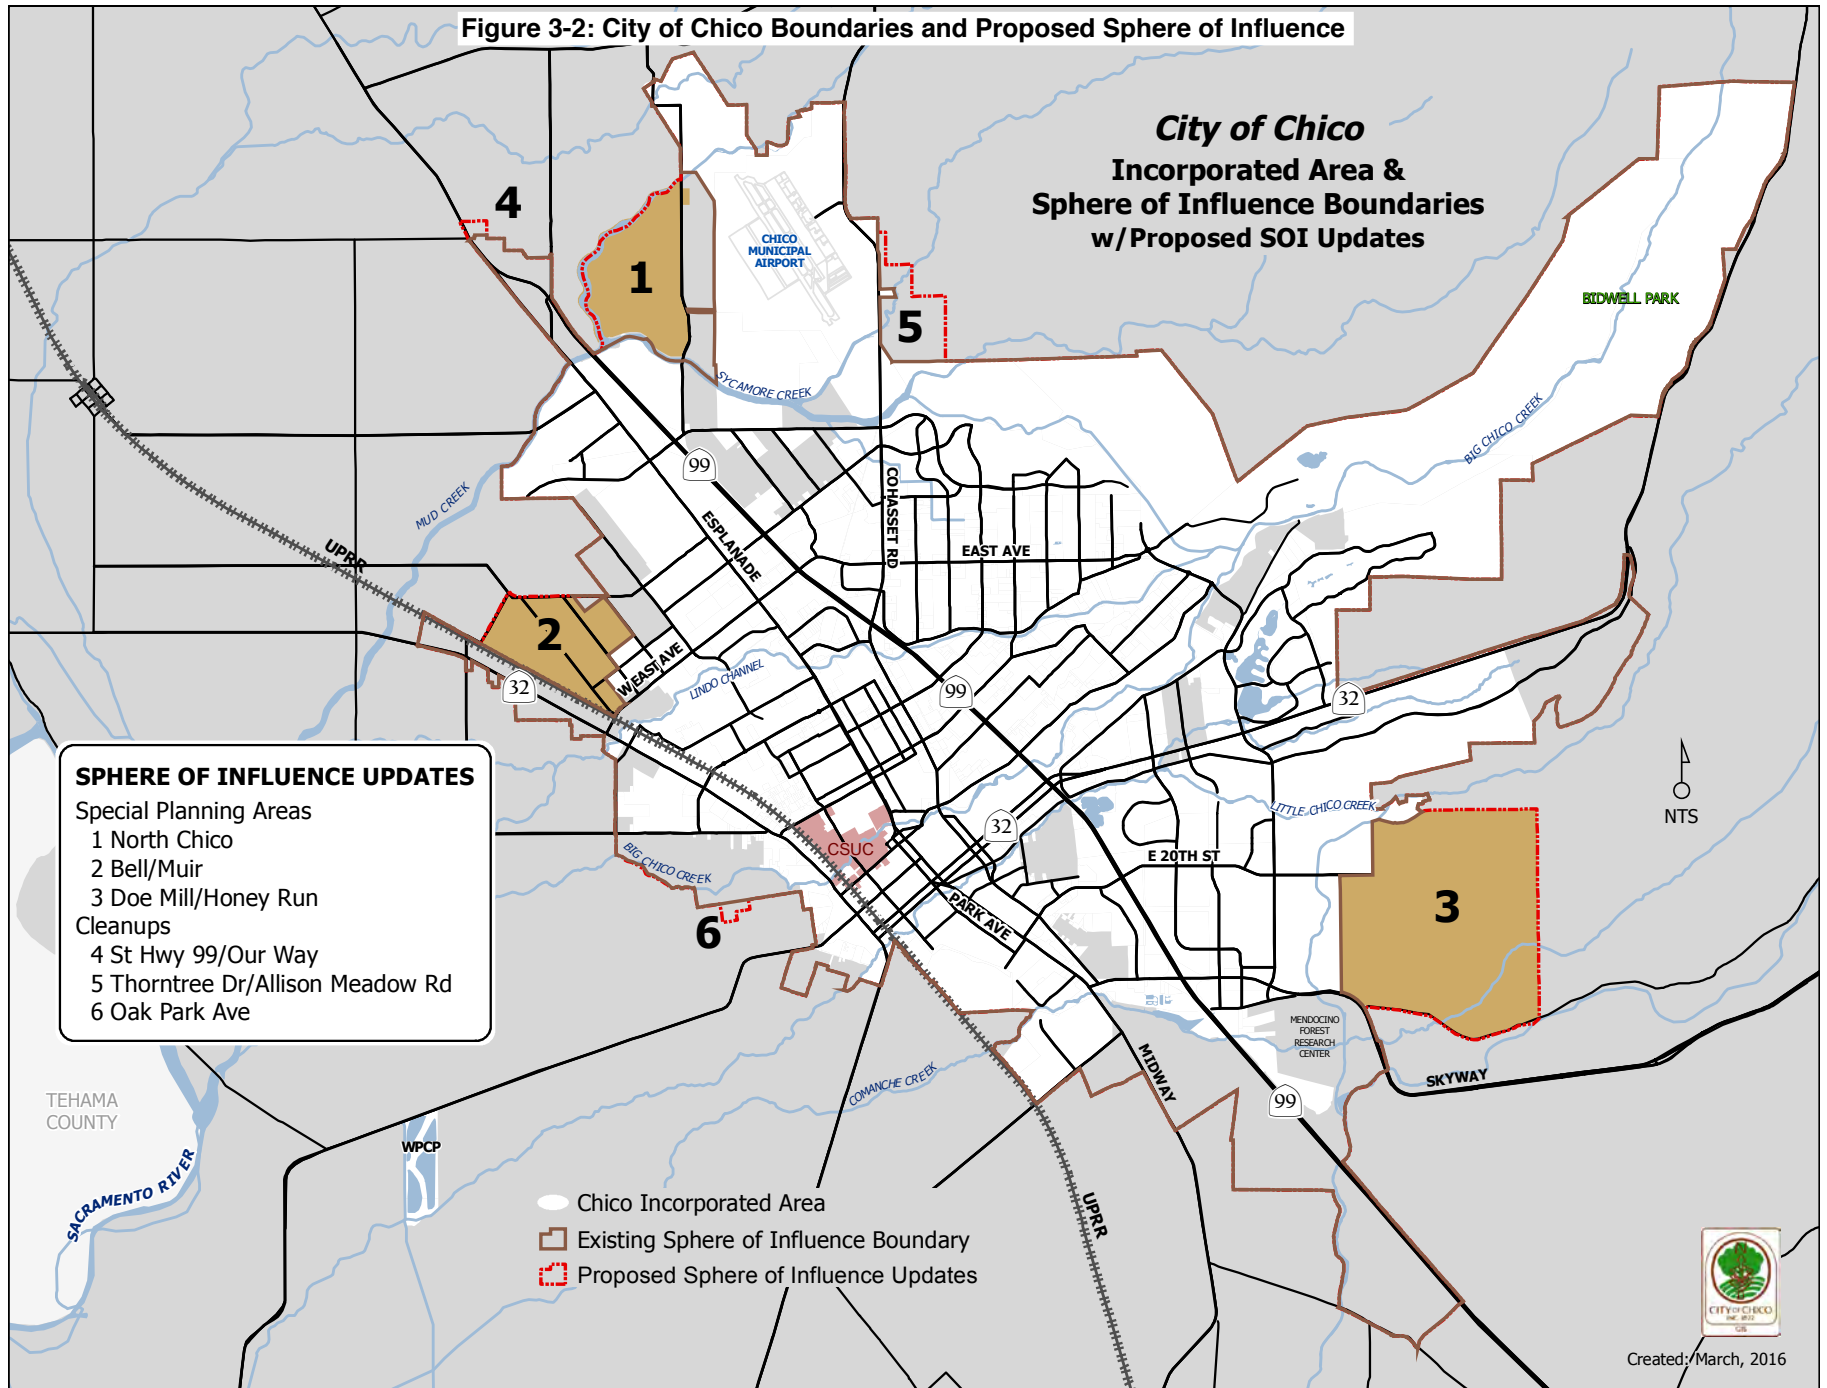 Figure 3-2: City of Chico Boundaries and Proposed Sphere of Influence
City of Chico
Incorporated Area &
Sphere of Influence Boundaries
w/Proposed SOI Updates
4
1
CHICO
MUNICIPAL
AIRPORT
5
BIDWELL PARK
SYCAMORE CREEK
BIG CHICO CREEK
99
MUD CREEK
COHASSET RD
ESPLANADE
EAST AVE
UPRR
2
W EAST AVE
LINDO CHANNEL
32
99
32
SPHERE OF INFLUENCE UPDATES
Special Planning Areas
1 North Chico
2 Bell/Muir
3 Doe Mill/Honey Run
Cleanups
4 St Hwy 99/Our Way
5 Thorntree Dr/Allison Meadow Rd
6 Oak Park Ave
NTS
LITTLE CHICO CREEK
32
CSUC
E 20TH ST
BIG CHICO CREEK
3
PARK AVE
6
MENDOCINO
FOREST
RESEARCH
CENTER
MIDWAY
SKYWAY
COMANCHE CREEK
99
TEHAMA
COUNTY
WPCP
SACRAMENTO RIVER
UPRR
Chico Incorporated Area
Existing Sphere of Influence Boundary
Proposed Sphere of Influence Updates
CITY OF CHICO
INC. 1872
GIS
Created: March, 2016